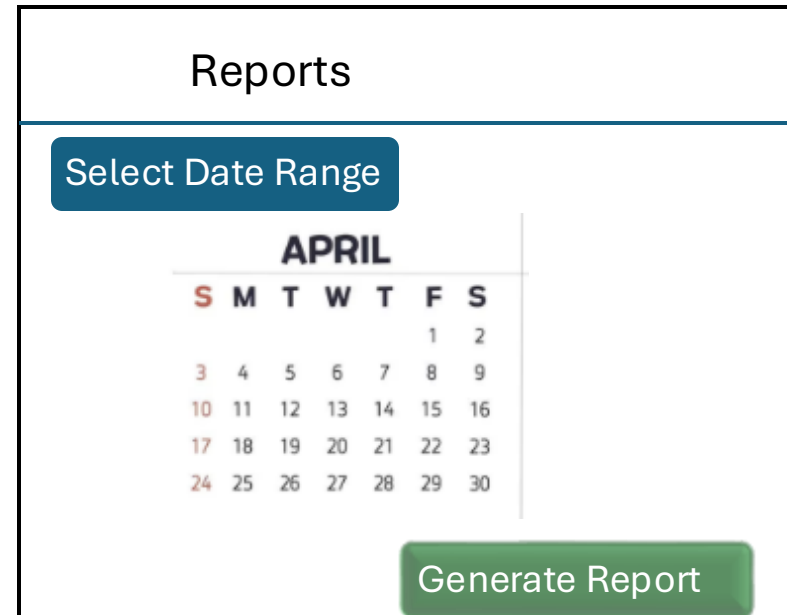 Reports
Select Date Range
APRIL
S M T W T F S
1 2
3 4 5 6 7 8 9
10 11 12 13 14 15 16
17 18 19 20 21 22 23
24 25 26 27 28 29 30
Generate Report